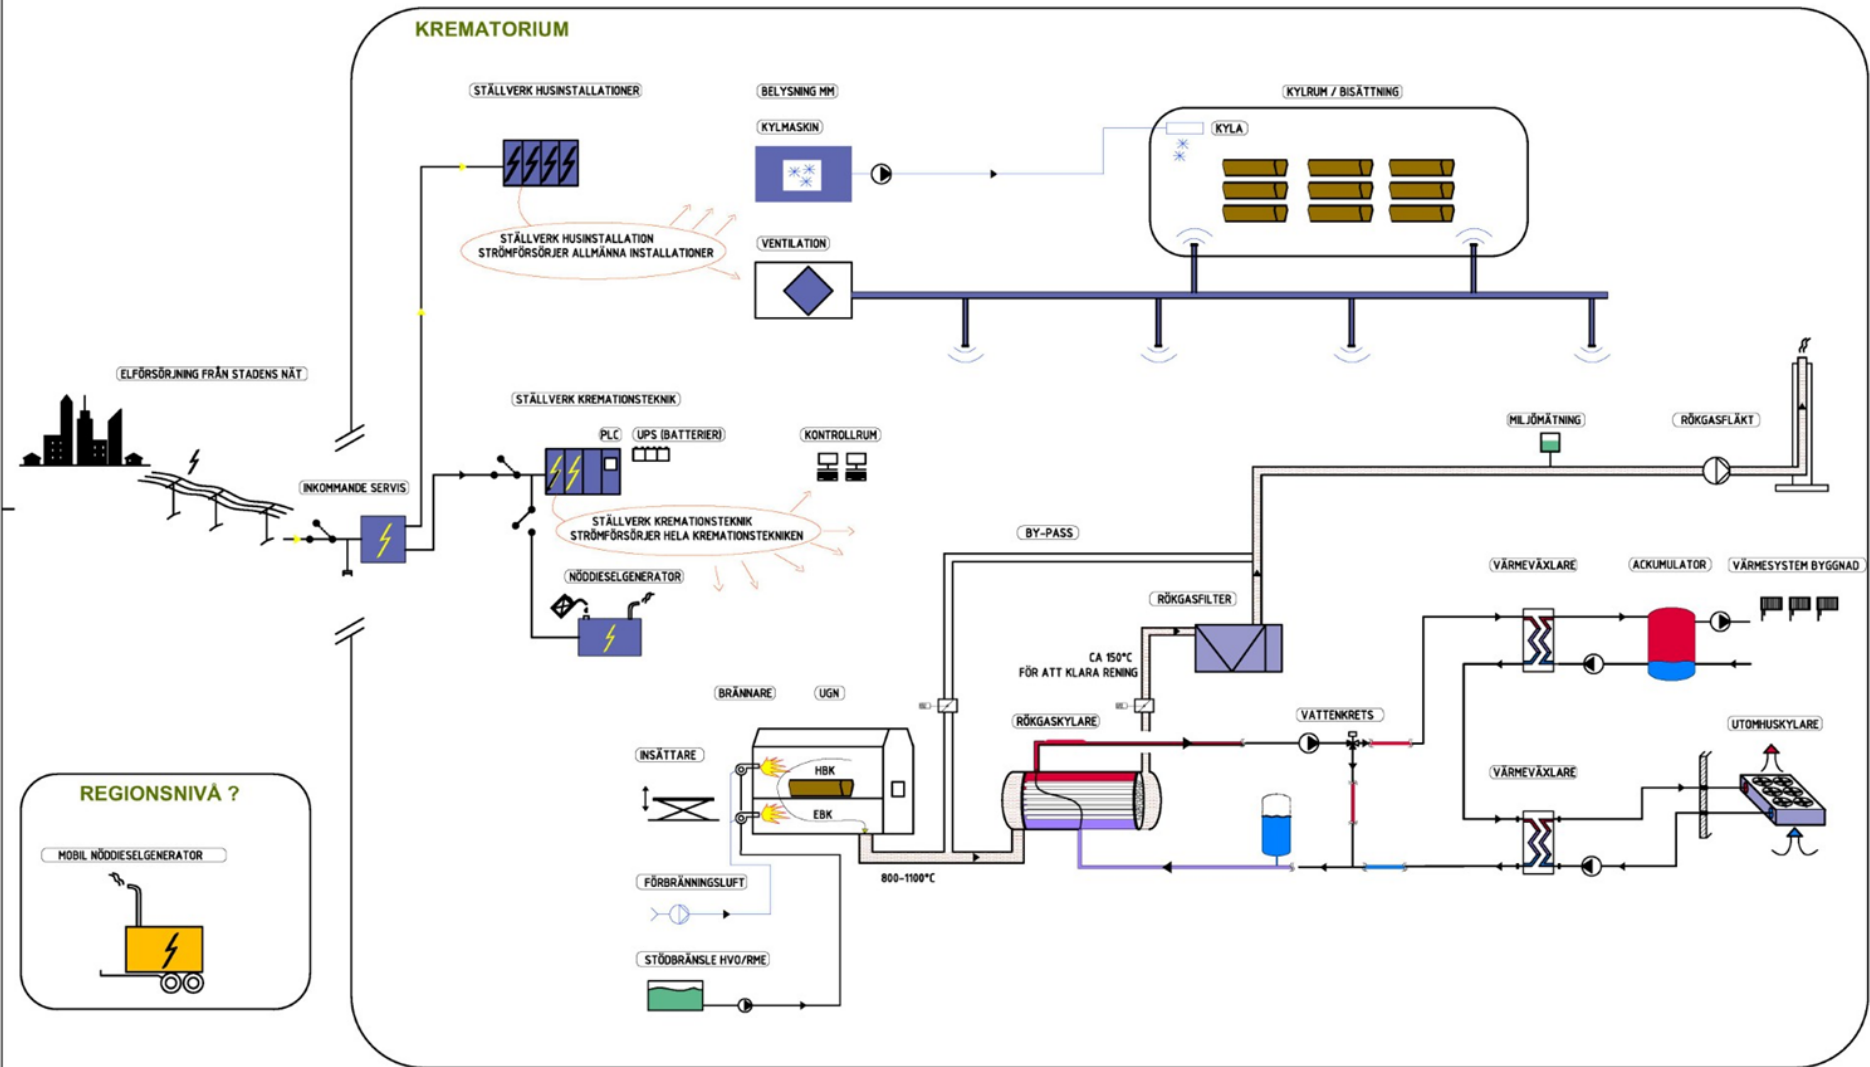 KREMATORIUM
STÄLLVERK HUSINSTALLATIONER
BELYSNING MM
KYLRUM / BISÄTTNING
KYLMASKIN
KYLA
STÄLLVERK HUSINSTALLATION
STRÖMFÖRSÖRJER ALLMÄNNA INSTALLATIONER
VENTILATION
ELFÖRSÖRJNING FRÅN STADENS NÄT
STÄLLVERK KREMATIONSTEKNIK
PLC
UPS (BATTERIER)
KONTROLLRUM
MILJÖMÄTNING
RÖKGASFLÄKT
INKOMMANDE SERVIS
STÄLLVERK KREMATIONSTEKNIK
STRÖMFÖRSÖRJER HELA KREMATIONSTEKNIKEN
BY-PASS
NÖDDIESELGENERATOR
VÄRMEVÄXLARE
ACKUMULATOR
VÄRMESYSTEM BYGGNAD
RÖKGASFILTER
CA 150°C
FÖR ATT KLARA RENING
BRÄNNARE
UGN
RÖKGASKYLARE
VATTENKRETS
UTOMHUSKYLARE
INSÄTTARE
HBK
EBK
VÄRMEVÄXLARE
REGIONSNIVÅ ?
MOBIL NÖDDIESELGENERATOR
800-1100°C
FÖRBRÄNNINGSLUFT
STÖDBRÄNSLE HVO/RME